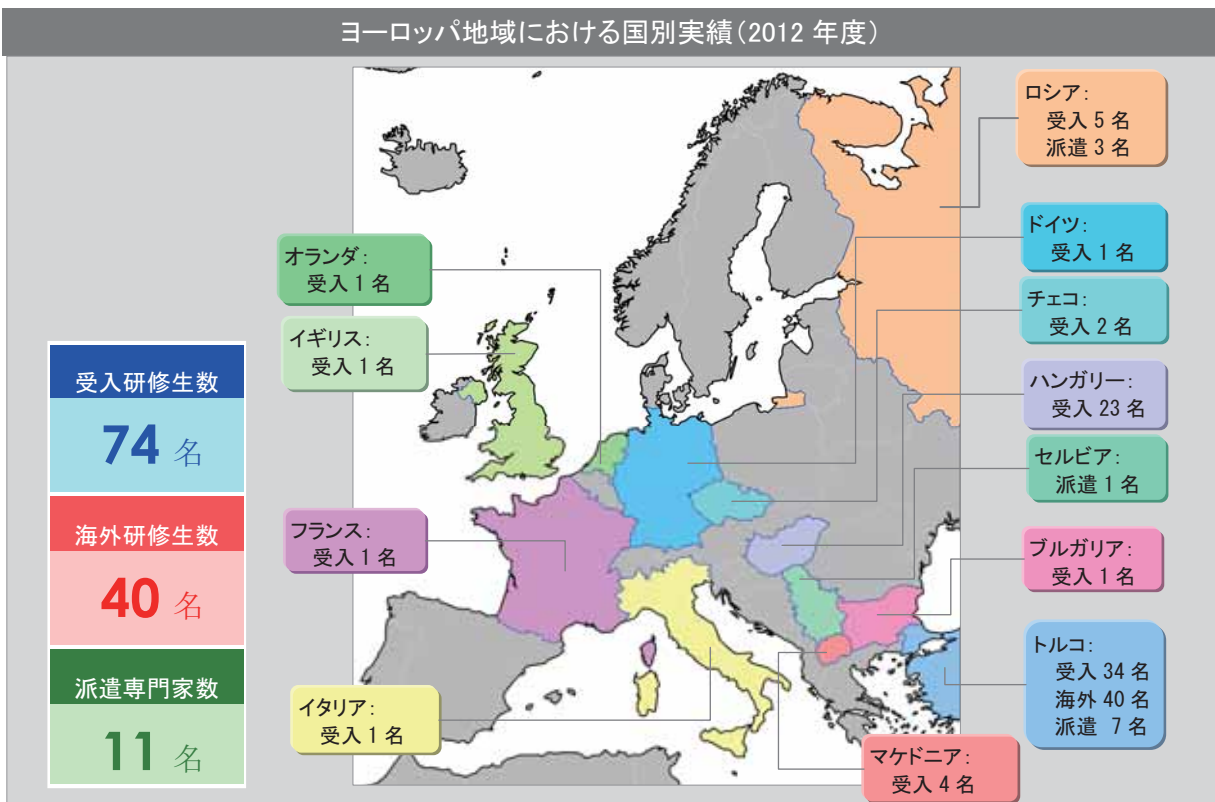 ヨーロッパ地域における国別実績(2012 年度)
ロシア:
受入 5 名
派遣 3 名
ドイツ:
受入 1 名
オランダ:
受入 1 名
チェコ:
受入 2 名
イギリス:
受入 1 名
ハンガリー:
受入 23 名
セルビア:
派遣 1 名
フランス:
受入 1 名
ブルガリア:
受入 1 名
トルコ:
受入 34 名
海外 40 名
派遣 7 名
イタリア:
受入 1 名
マケドニア:
受入 4 名
受入研修生数
74 名
海外研修生数
40 名
派遣専門家数
11 名